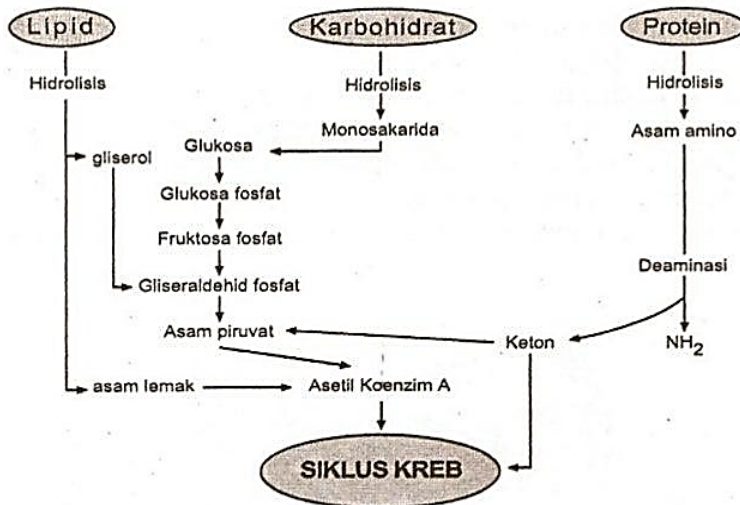 Lipid
Karbohidrat
Protein
Hidrolisis
Hidrolisis
Hidrolisis
Monosakarida
Asam amino
Glukosa
gliserol
Glukosa fosfat
Fruktosa fosfat
Gliseraldehid fosfat
Deaminasi
Asam piruvat
Keton
NH2
asam lemak
Asetil Koenzim A
SIKLUS KREB